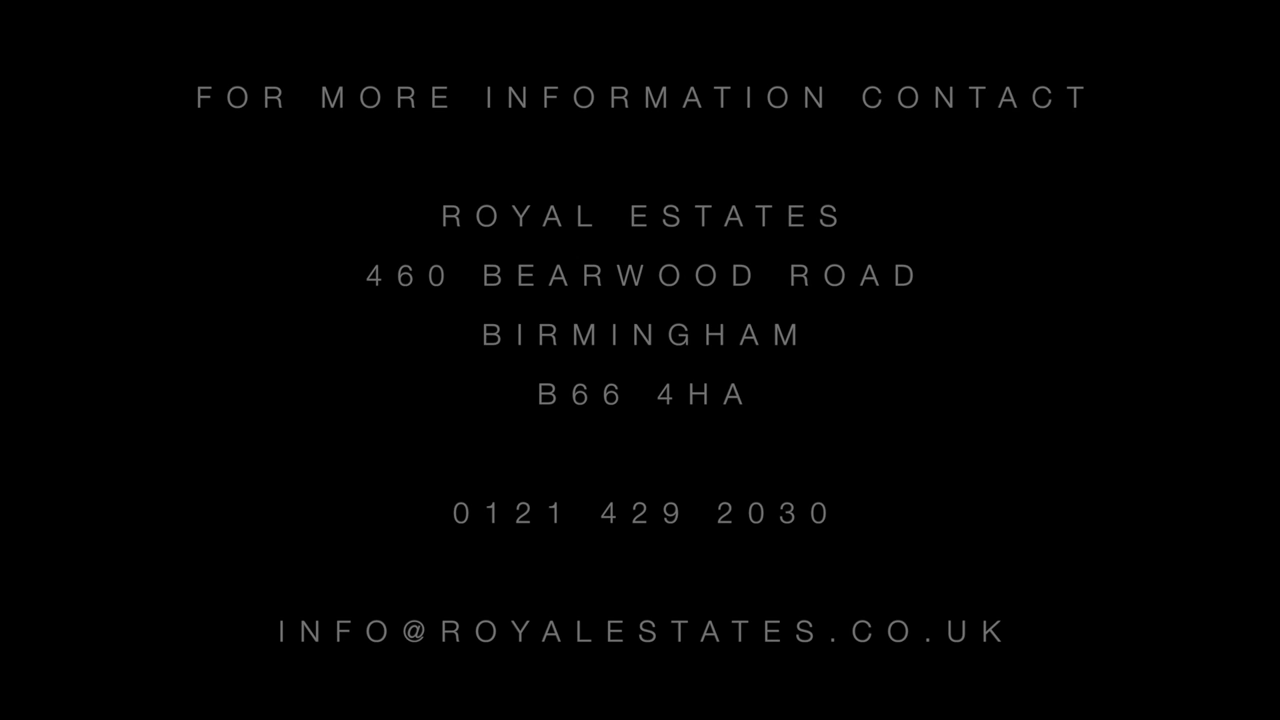 FOR MORE INFORMATION CONTACT
ROYAL ESTATES
460 BEARWOOD ROAD
BIRMINGHAM
B66 4HA
0121 429 2030
INFO@ROYALESTATES.CO.UK